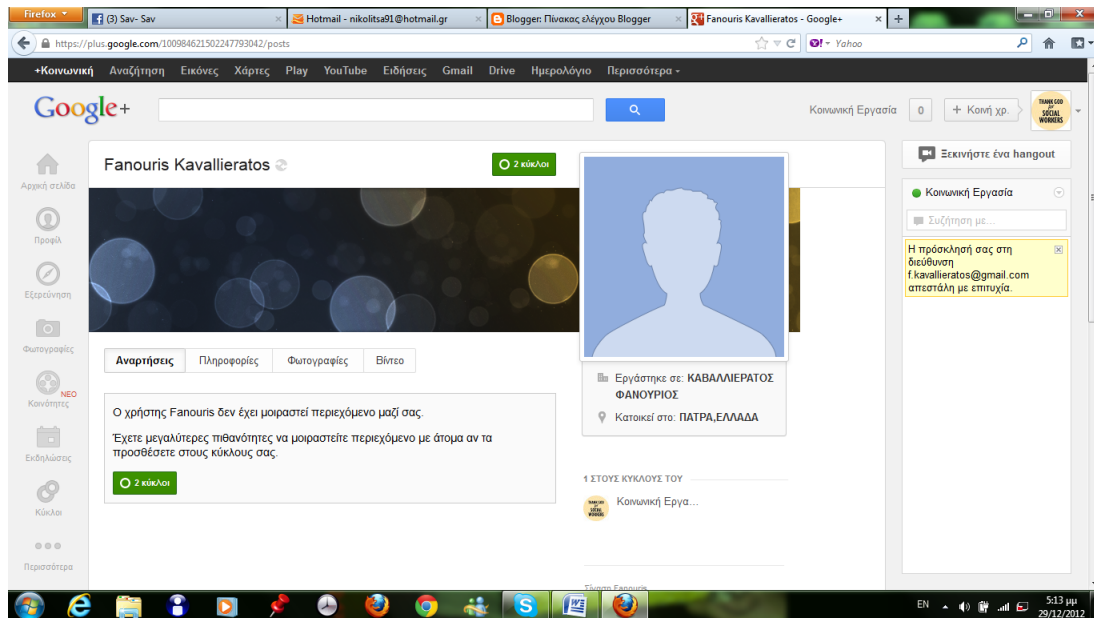 Firefox
(3) Sav- Sav
Hotmail - nikolitsa91@hotmail.gr
Blogger: Πίνακας ελέγχου Blogger
Fanouris Kavallieratos - Google+
https://plus.google.com/100984621502247793042/posts
Yahoo
+Κοινωνική Αναζήτηση Εικόνες Χάρτες Play YouTube Ειδήσεις Gmail Drive Ημερολόγιο Περισσότερα
Google+
Κοινωνική Εργασία 0 + Κοινή χρ.
THANK GOD
for
SOCIAL
WORKERS
Αρχική σελίδα
Προφίλ
Εξερεύνηση
Φωτογραφίες
ΝΕΟ
Κοινότητες
Εκδηλώσεις
Κύκλοι
Περισσότερα
Fanouris Kavallieratos
2 κύκλοι
Αναρτήσεις Πληροφορίες Φωτογραφίες Βίντεο
Ο χρήστης Fanouris δεν έχει μοιραστεί περιεχόμενο μαζί σας.
Έχετε μεγαλύτερες πιθανότητες να μοιραστείτε περιεχόμενο με άτομα αν τα
προσθέσετε στους κύκλους σας.
2 κύκλοι
Εργάστηκε σε: ΚΑΒΑΛΛΙΕΡΑΤΟΣ
ΦΑΝΟΥΡΙΟΣ
Κατοικεί στο: ΠΑΤΡΑ,ΕΛΛΑΔΑ
1 ΣΤΟΥΣ ΚΥΚΛΟΥΣ ΤΟΥ
Κοινωνική Εργα...
Ξεκινήστε ένα hangout
Κοινωνική Εργασία
Συζήτηση με...
Η πρόσκλησή σας στη
διεύθυνση
f.kavallieratos@gmail.com
απεστάλη με επιτυχία.
EN
5:13 μμ
29/12/2012